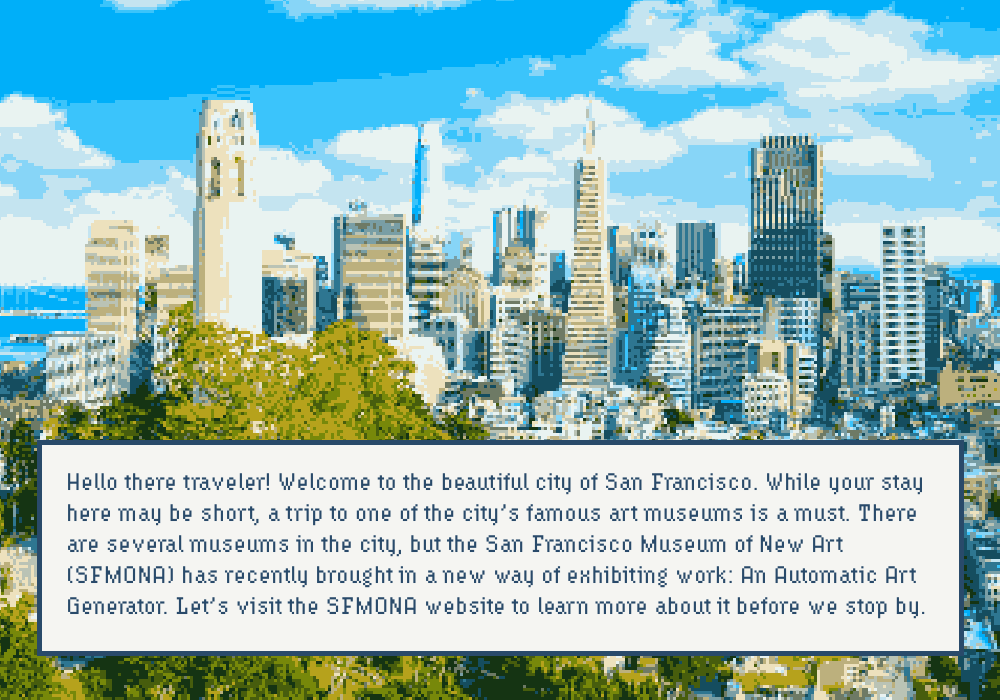 Hello there traveler! Welcome to the beautiful city of San Francisco. While your stay
here may be short, a trip to one of the city's famous art museums is a must. There
are several museums in the city, but the San Francisco Museum of New Art
(SFMONA) has recently brought in a new way of exhibiting work: An Automatic Art
Generator. Let's visit the SFMONA website to learn more about it before we stop by.